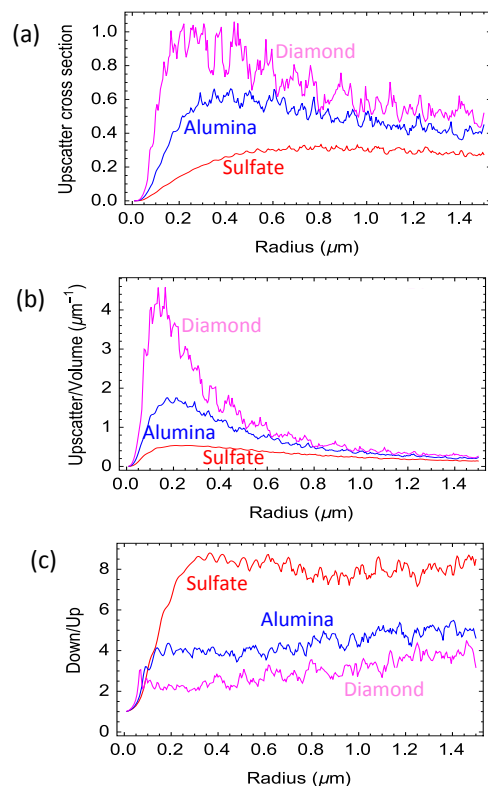 (a)
Upscatter cross section
1.0
0.8
0.6
0.4
0.2
0.0
Diamond
Alumina
Sulfate
0.0 0.2 0.4 0.6 0.8 1.0 1.2 1.4
Radius (μm)
(b)
Upscatter/Volume (μm⁻¹)
4
3
2
1
0
Diamond
Alumina
Sulfate
0.0 0.2 0.4 0.6 0.8 1.0 1.2 1.4
Radius (μm)
(c)
Down/Up
8
6
4
2
0
Sulfate
Alumina
Diamond
0.0 0.2 0.4 0.6 0.8 1.0 1.2 1.4
Radius (μm)